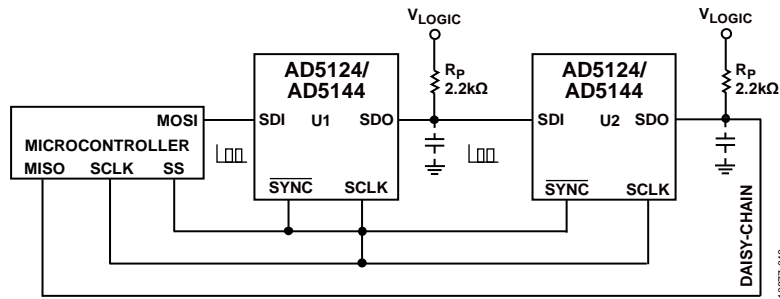 VLOGIC
VLOGIC
AD5124/
AD5144
RP
2.2kΩ
AD5124/
AD5144
RP
2.2kΩ
MOSI
SDI
U1
SDO
SDI
U2
SDO
MICROCONTROLLER
MISO
SCLK
SS
SYNC
SCLK
SYNC
SCLK
DAISY-CHAIN